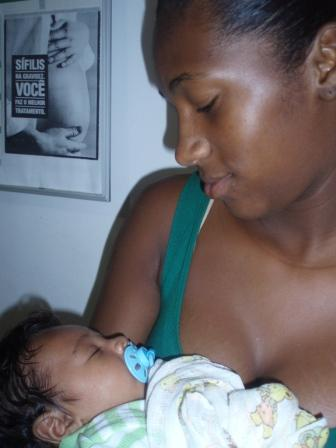 SÍFILIS
NA GRAVIDEZ.
VOCÊ
FAZ O MELHOR
TRATAMENTO.